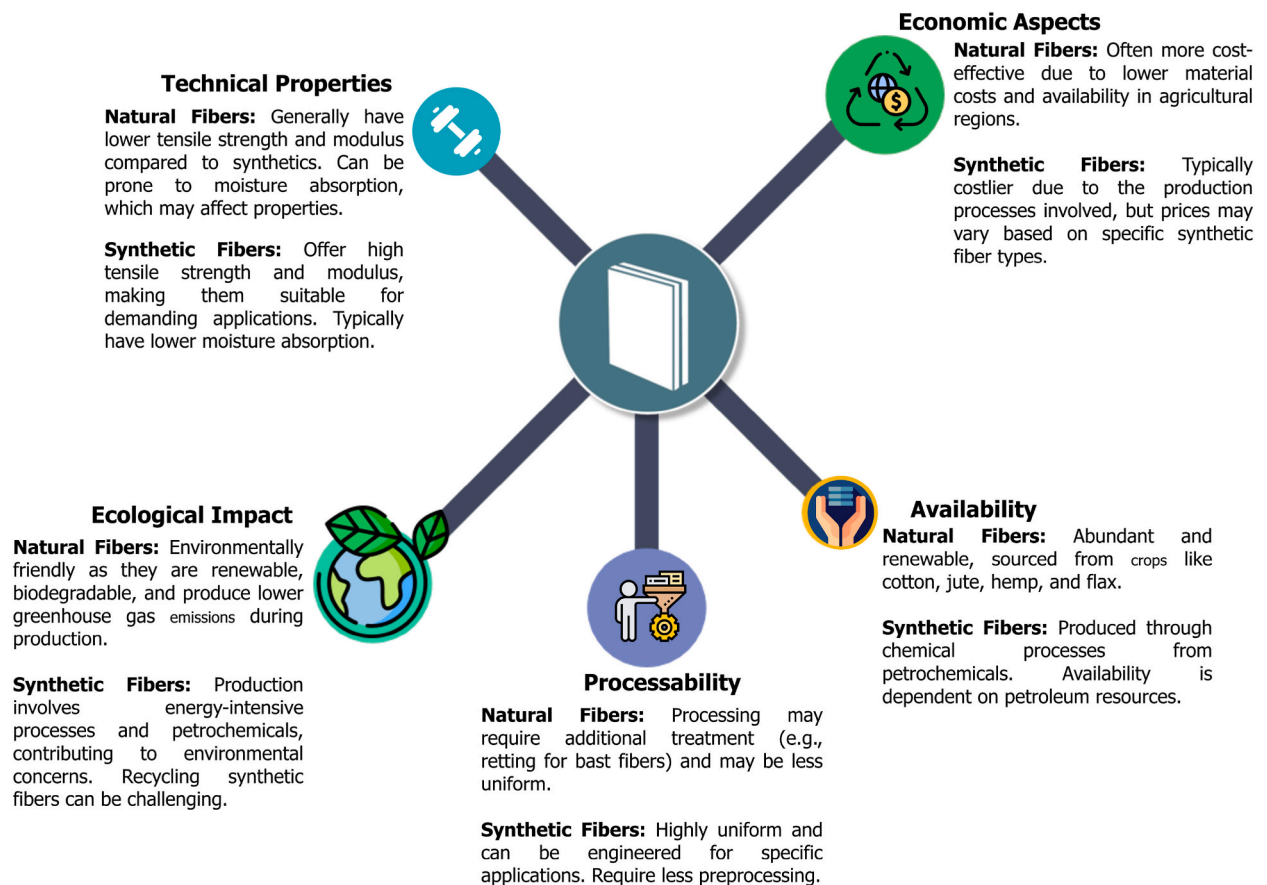 Technical Properties
Natural Fibers: Generally have
lower tensile strength and modulus
compared to synthetics. Can be
prone to moisture absorption,
which may affect properties.
Synthetic Fibers: Offer high
tensile strength and modulus,
making them suitable for
demanding applications. Typically
have lower moisture absorption.
Economic Aspects
Natural Fibers: Often more cost-
effective due to lower material
costs and availability in agricultural
regions.
Synthetic Fibers: Typically
costlier due to the production
processes involved, but prices may
vary based on specific synthetic
fiber types.
$
Ecological Impact
Natural Fibers: Environmentally
friendly as they are renewable,
biodegradable, and produce lower
greenhouse gas emissions during
production.
Synthetic Fibers: Production
involves energy-intensive
processes and petrochemicals,
contributing to environmental
concerns. Recycling synthetic
fibers can be challenging.
Processability
Natural Fibers: Processing may
require additional treatment (e.g.,
retting for bast fibers) and may be less
uniform.
Synthetic Fibers: Highly uniform and
can be engineered for specific
applications. Require less preprocessing.
Availability
Natural Fibers: Abundant and
renewable, sourced from crops like
cotton, jute, hemp, and flax.
Synthetic Fibers: Produced through
chemical processes from
petrochemicals. Availability is
dependent on petroleum resources.